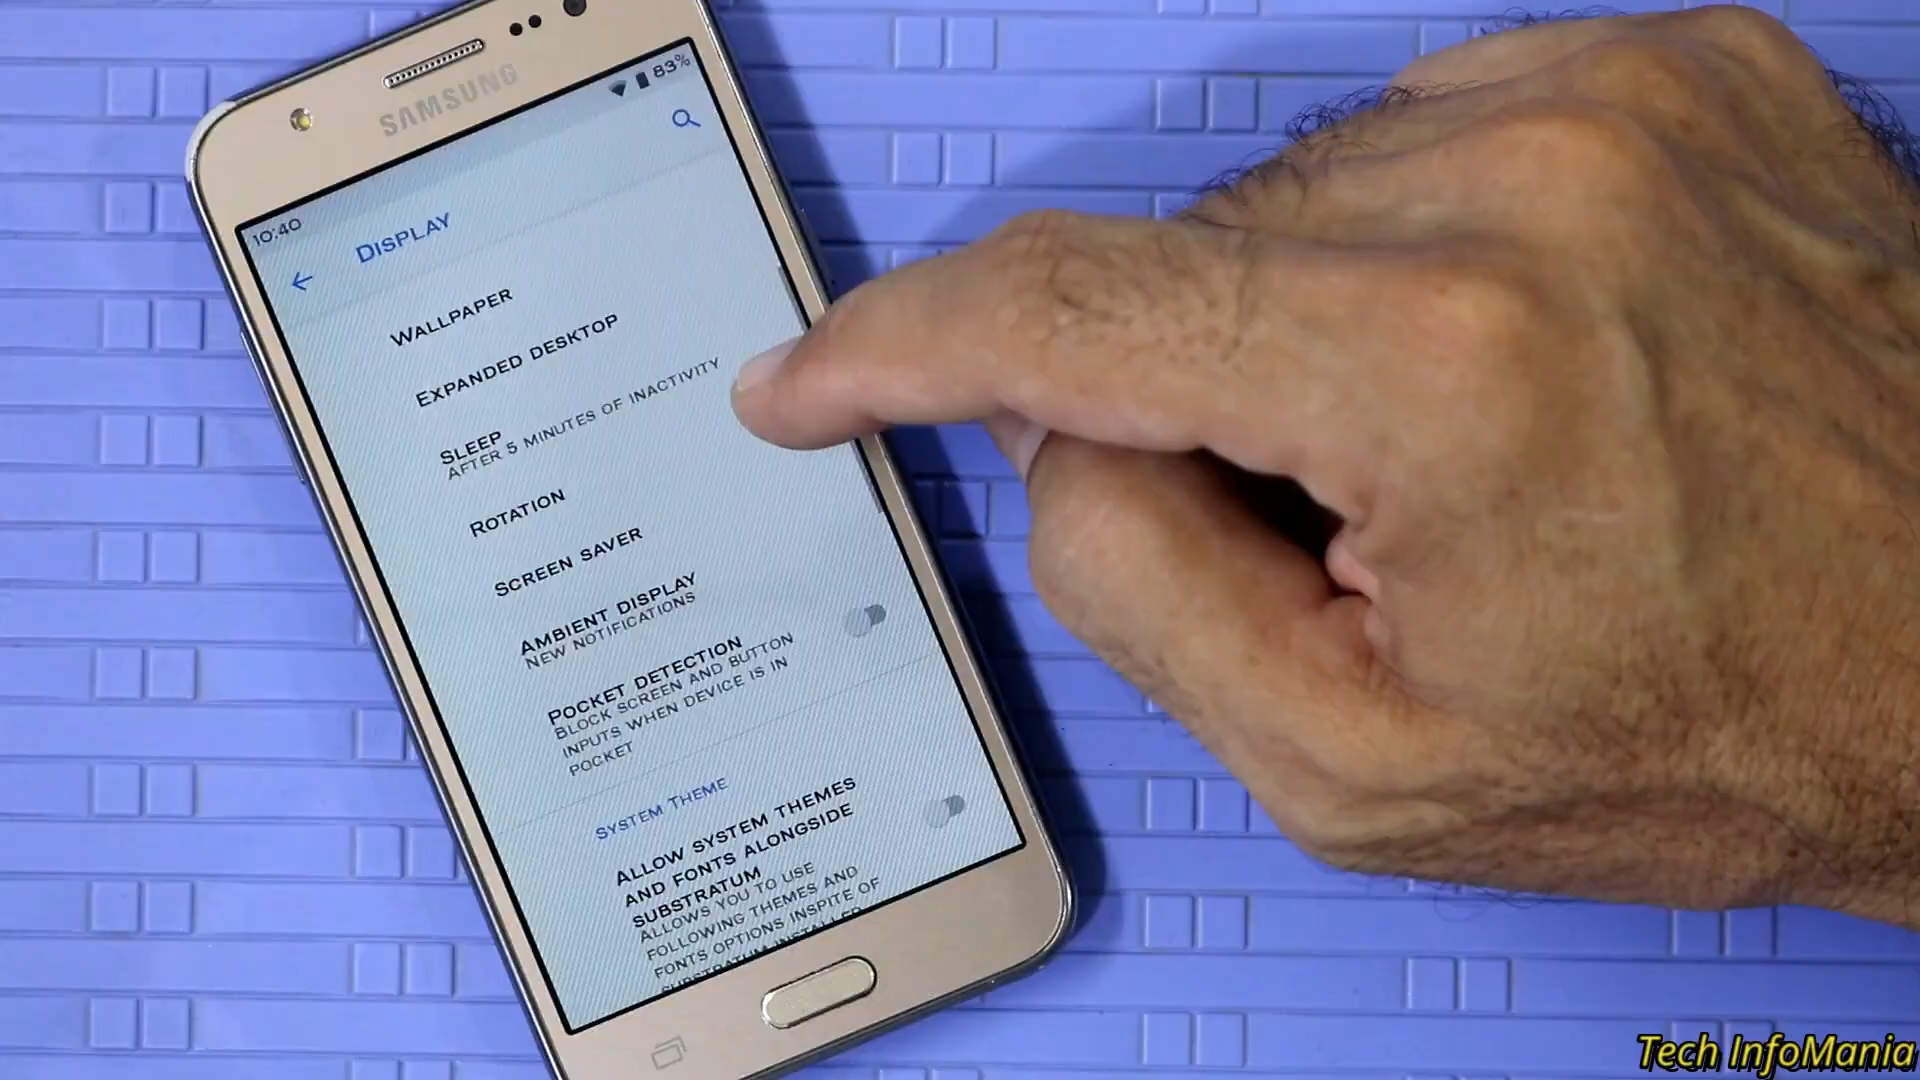 SAMSUNG
83%
10:40
DISPLAY
WALLPAPER
EXPANDED DESKTOP
SLEEP
AFTER 5 MINUTES OF INACTIVITY
ROTATION
SCREEN SAVER
AMBIENT DISPLAY
NEW NOTIFICATIONS
POCKET DETECTION
BLOCK SCREEN AND BUTTON
INPUTS WHEN DEVICE IS IN
POCKET
SYSTEM THEME
ALLOW SYSTEM THEMES
AND FONTS ALONGSIDE
SUBSTRATUM
ALLOWS YOU TO USE
FOLLOWING THEMES AND
FONTS OPTIONS INSPITE OF
SUBSTRATUM INSTALLED
Tech InfoMania